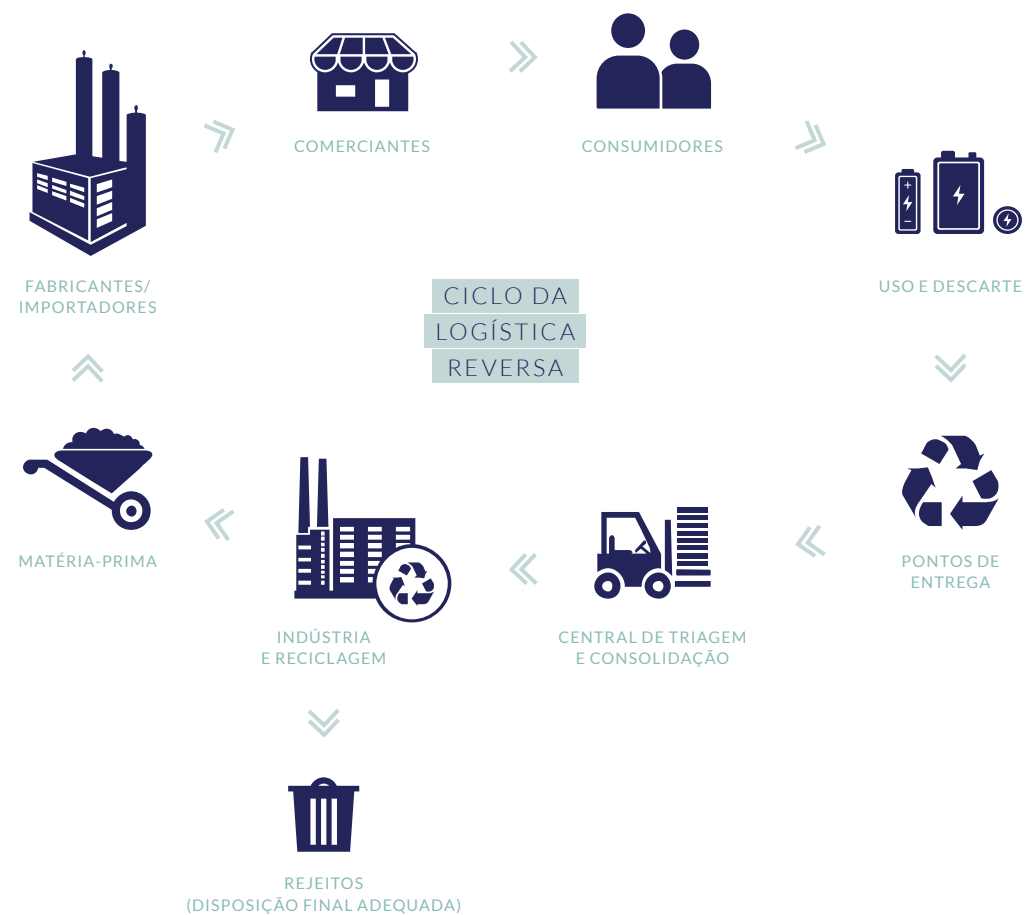 COMERCIANTES
CONSUMIDORES
FABRICANTES/
IMPORTADORES
USO E DESCARTE
CICLO DA
LOGÍSTICA
REVERSA
MATÉRIA-PRIMA
PONTOS DE
ENTREGA
INDÚSTRIA
E RECICLAGEM
CENTRAL DE TRIAGEM
E CONSOLIDAÇÃO
REJEITOS
(DISPOSIÇÃO FINAL ADEQUADA)